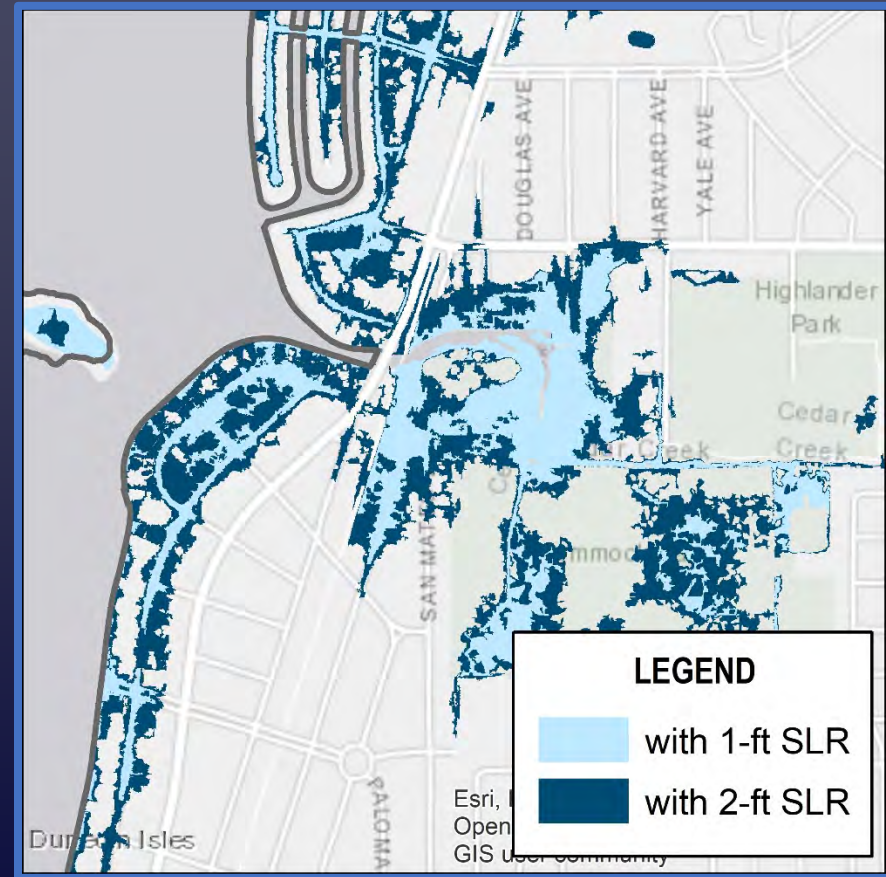 DOUGLAS AVE
HARVARD AVE
YALE AVE
Highlander
Park
Cedar
Creek
Creek
SAN MAT
LEGEND
with 1-ft SLR
with 2-ft SLR
PALOMA
Esri,
Open
GIS user community
Isles